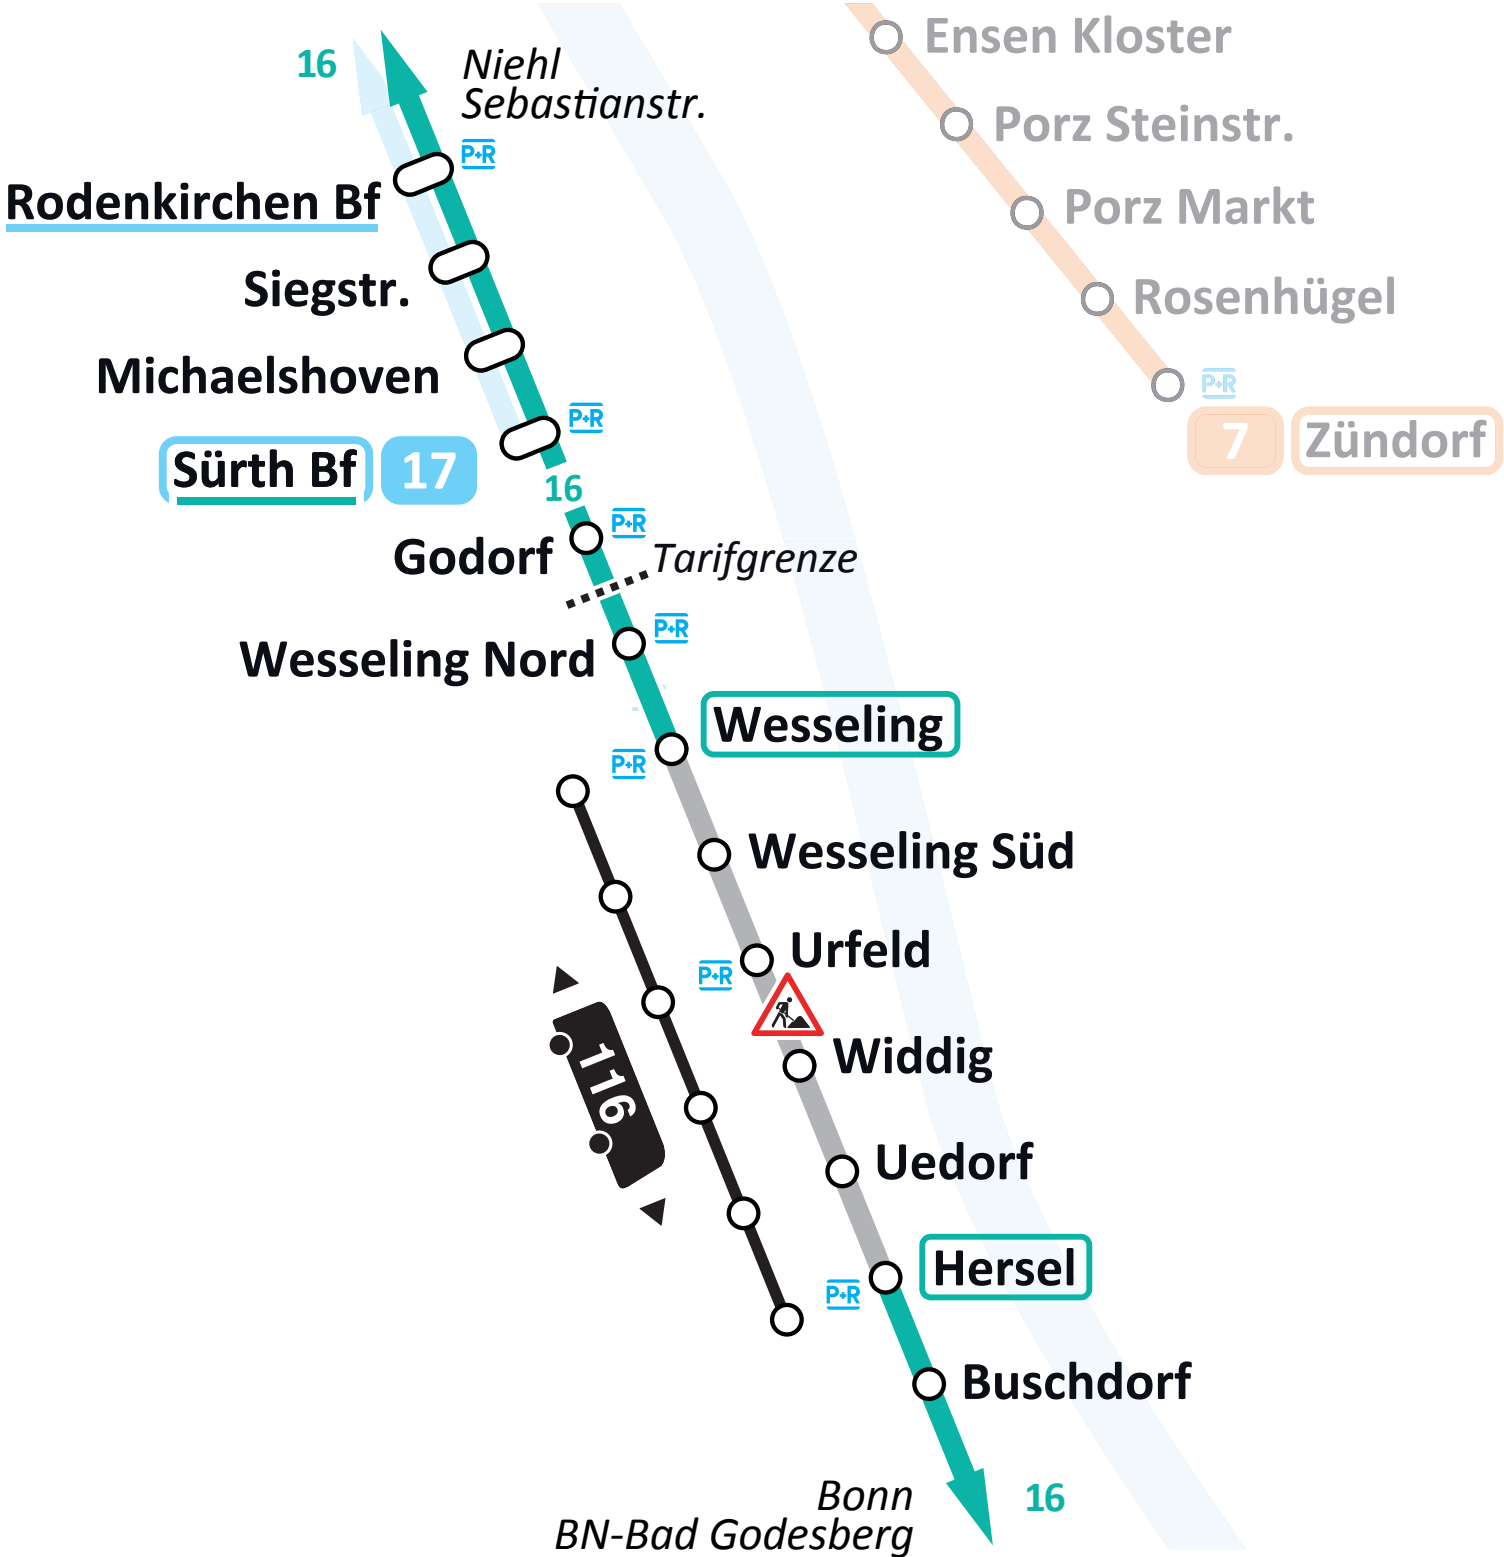 16
Niehl
Sebastianstr.
P+R
Rodenkirchen Bf
Siegstr.
Michaelshoven
P+R
Sürth Bf
17
16
P+R
Godorf
Tarifgrenze
P+R
Wesseling Nord
Wesseling
P+R
Wesseling Süd
Urfeld
P+R
Widdig
116
Uedorf
Hersel
P+R
Buschdorf
Bonn
BN-Bad Godesberg
16
Ensen Kloster
Porz Steinstr.
Porz Markt
Rosenhügel
P+R
7
Zündorf